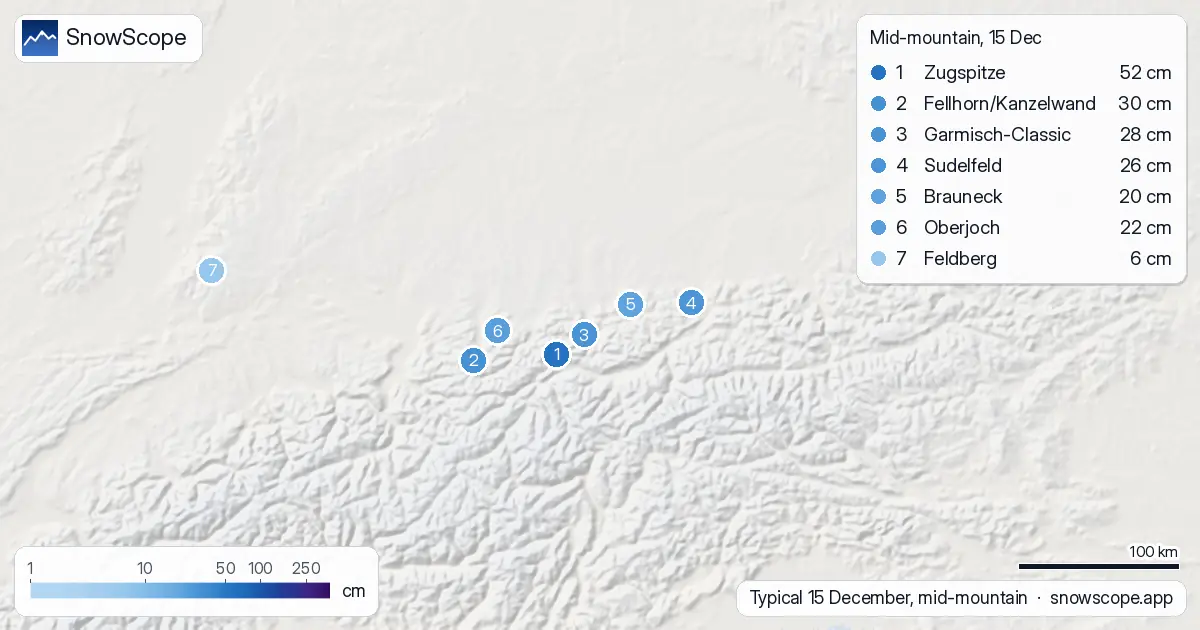 SnowScope
Mid-mountain, 15 Dec
1 Zugspitze 52 cm
2 Fellhorn/Kanzelwand 30 cm
3 Garmisch-Classic 28 cm
4 Sudelfeld 26 cm
5 Brauneck 20 cm
6 Oberjoch 22 cm
7 Feldberg 6 cm
7
5
4
6
3
2
1
1 10 50 100 250
cm
100 km
Typical 15 December, mid-mountain · snowscope.app